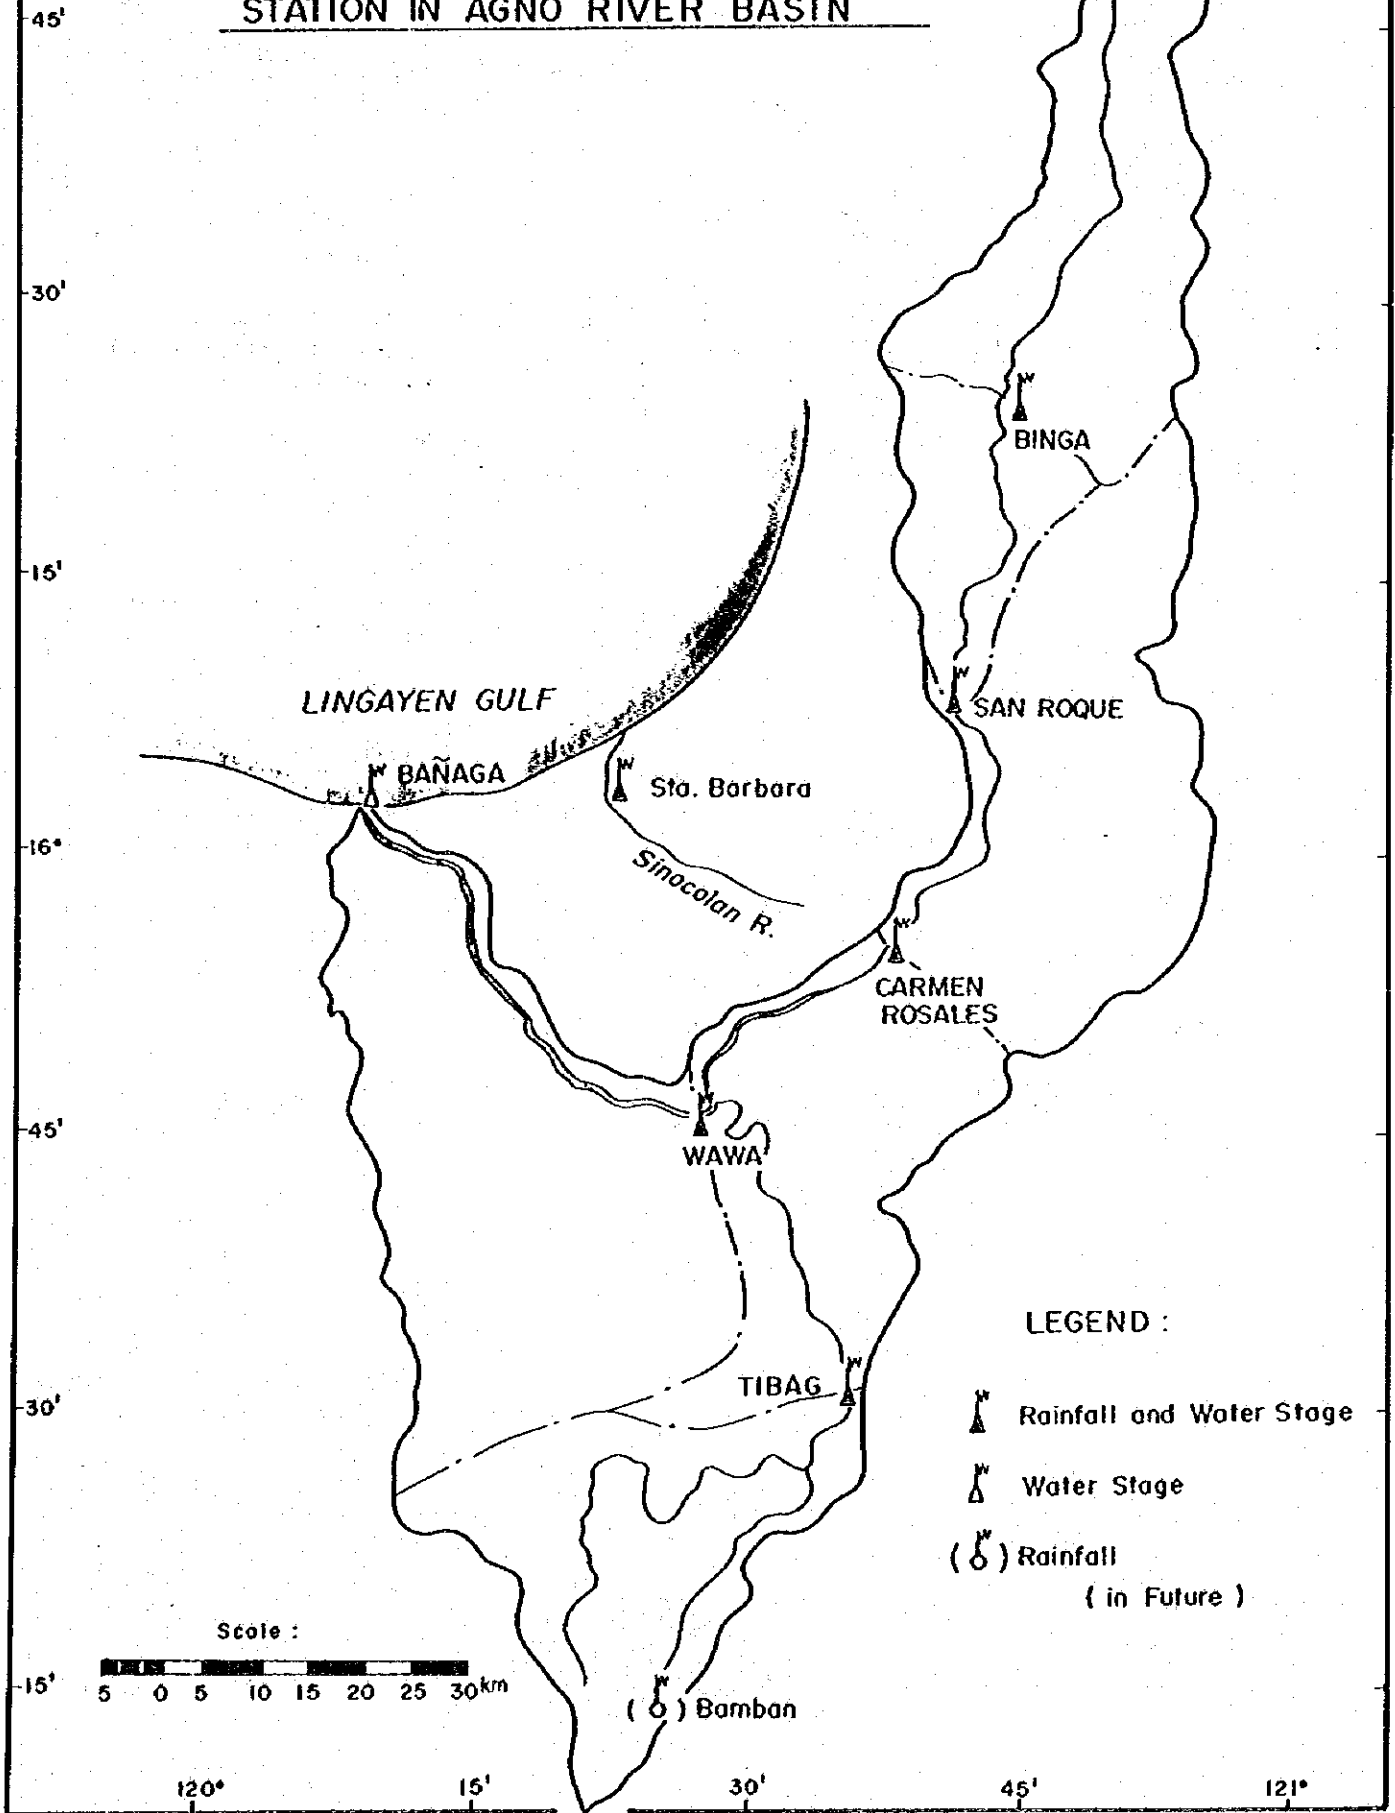 STATION IN AGNO RIVER BASIN
45'
30'
BINGA
15'
LINGAYEN GULF
SAN ROQUE
BAÑAGA
Sta. Barbara
16°
Sinocolan R.
CARMEN
ROSALES
45'
WAWA
LEGEND :
TIBAG
30'
Rainfall and Water Stage
Water Stage
( ) Rainfall
( in Future )
Scale :
5 0 5 10 15 20 25 30 km
15'
( ) Bamban
120° 15' 30' 45' 121°